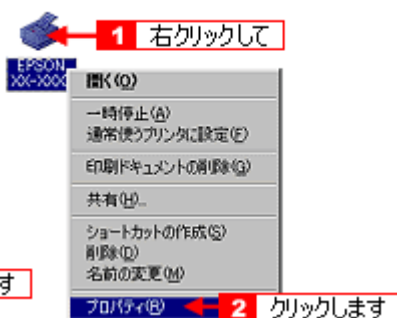 1 右クリックして
EPSON
XX-XXXX
開く(O)
一時停止(A)
通常使うプリンタに設定(F)
印刷ドキュメントの削除(G)
共有(H)...
ショートカットの作成(S)
削除(D)
名前の変更(M)
す
プロパティ(R)
2 クリックします